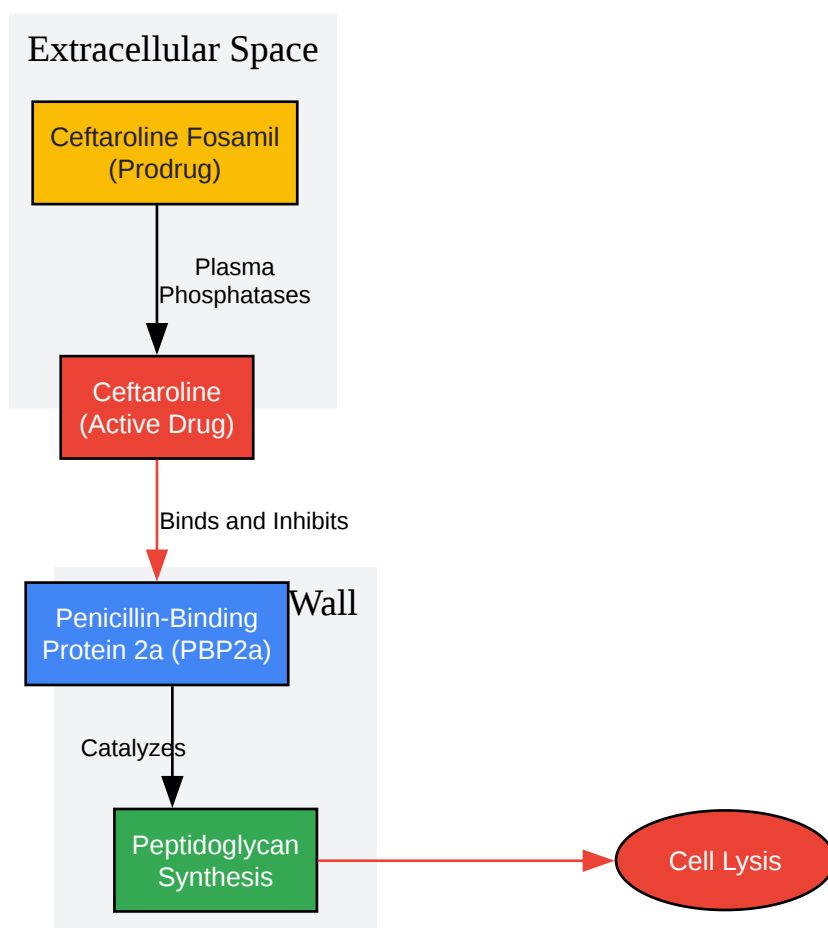 Extracellular Space
Ceftaroline Fosamil
(Prodrug)
Plasma
Phosphatases
Ceftaroline
(Active Drug)
Binds and Inhibits
Wall
Penicillin-Binding
Protein 2a (PBP2a)
Catalyzes
Peptidoglycan
Synthesis
Cell Lysis